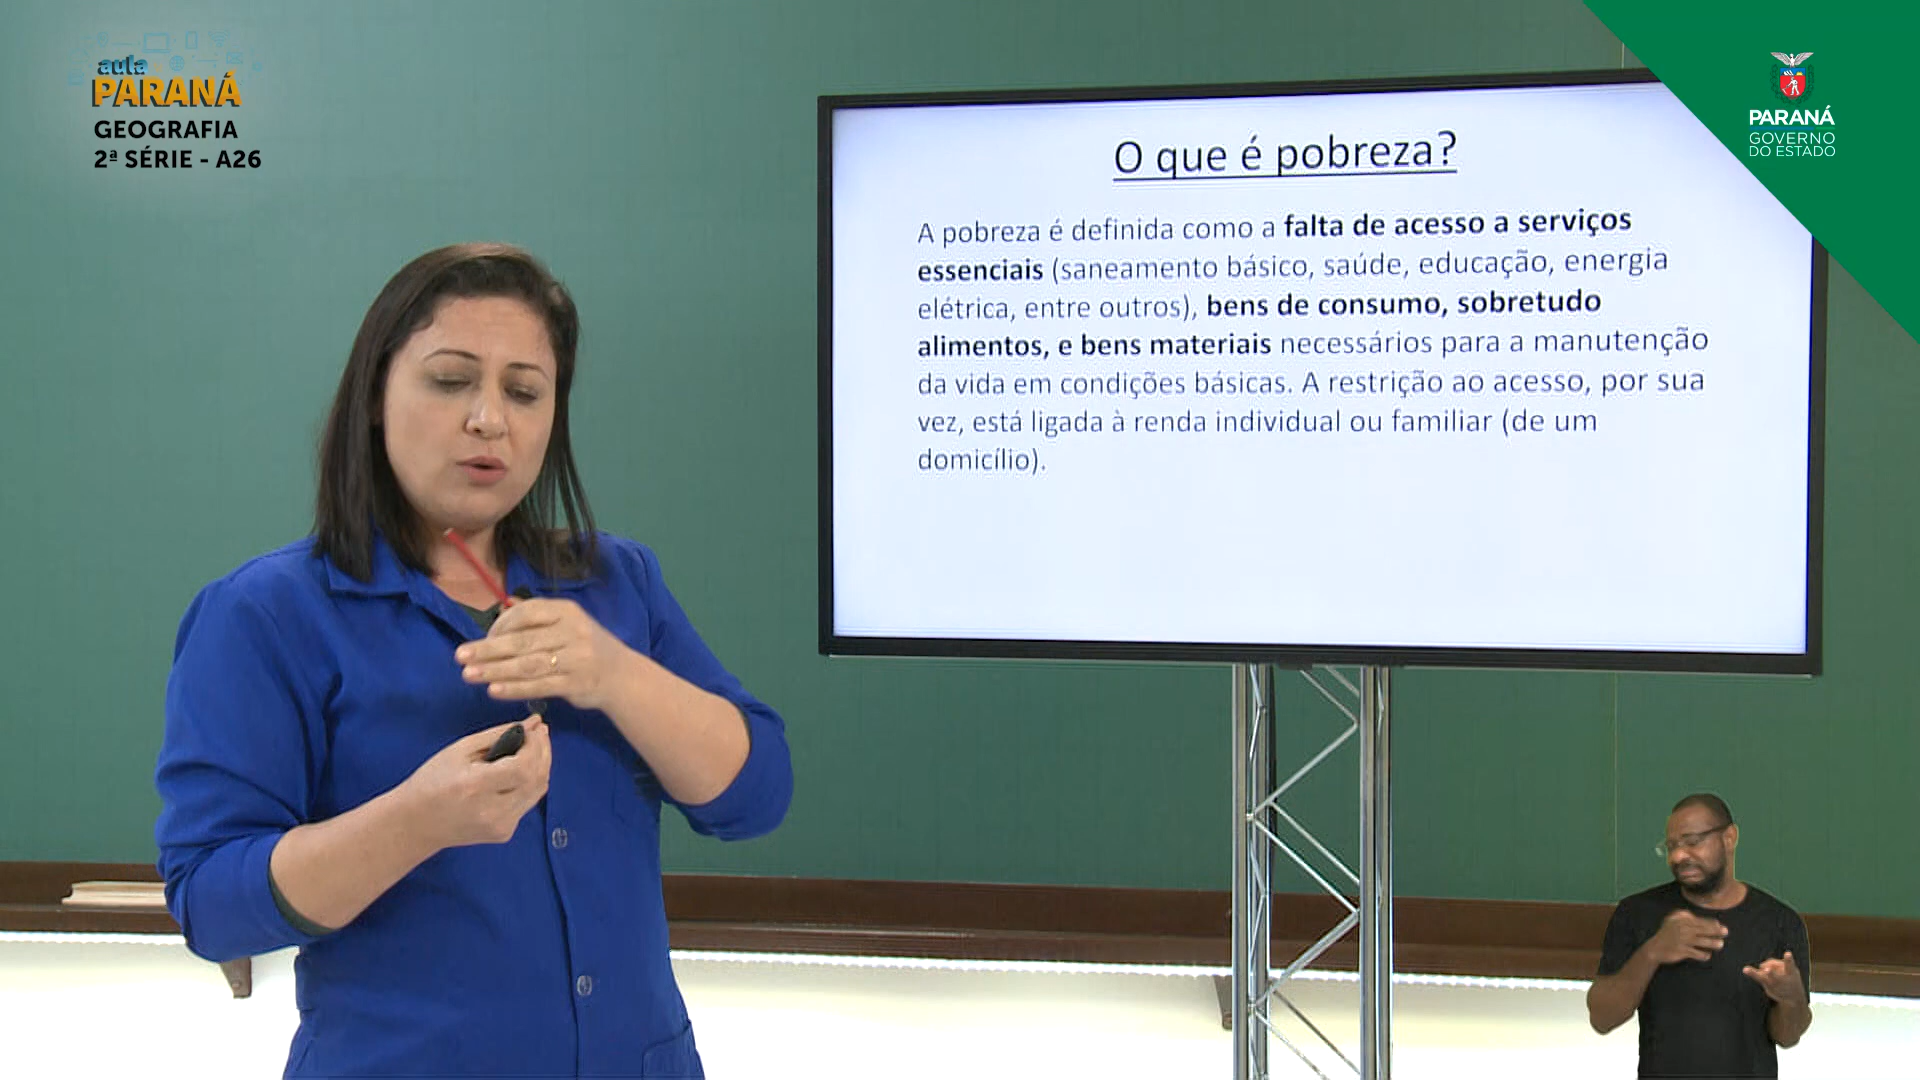 aula
PARANÁ
GEOGRAFIA
2ª SÉRIE - A26
O que é pobreza?
A pobreza é definida como a falta de acesso a serviços
essenciais (saneamento básico, saúde, educação, energia
elétrica, entre outros), bens de consumo, sobretudo
alimentos, e bens materiais necessários para a manutenção
da vida em condições básicas. A restrição ao acesso, por sua
vez, está ligada à renda individual ou familiar (de um
domicílio).
PARANÁ
GOVERNO
DO ESTADO